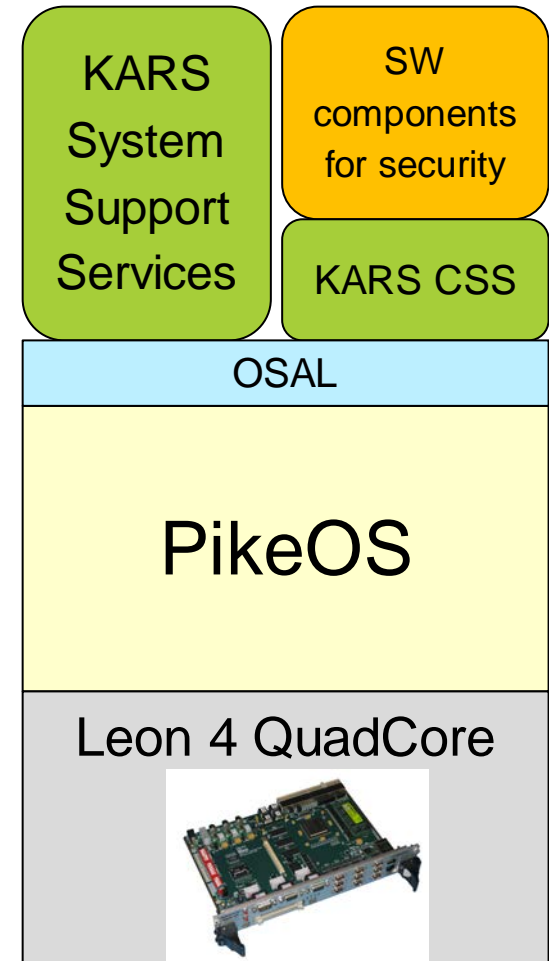 KARS
System
Support
Services
SW
components
for security
KARS CSS
OSAL
PikeOS
Leon 4 QuadCore